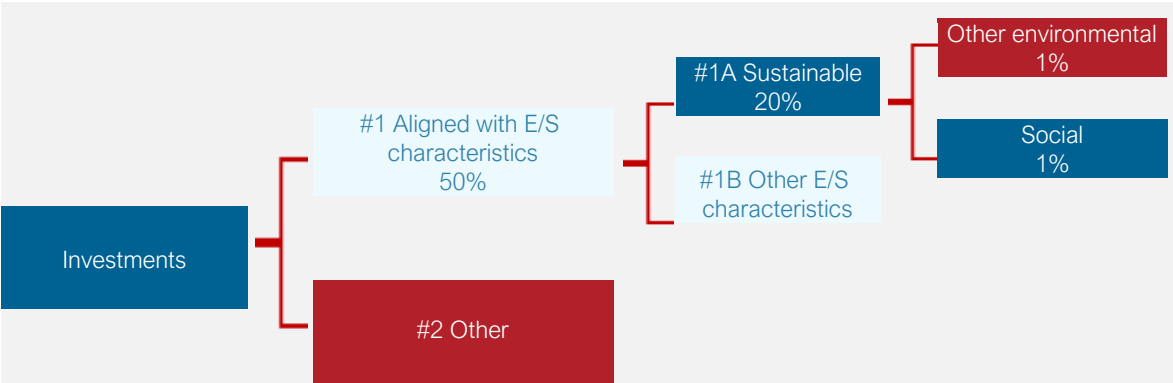 Investments
#1 Aligned with E/S
characteristics
50%
#2 Other
#1A Sustainable
20%
#1B Other E/S
characteristics
Other environmental
1%
Social
1%